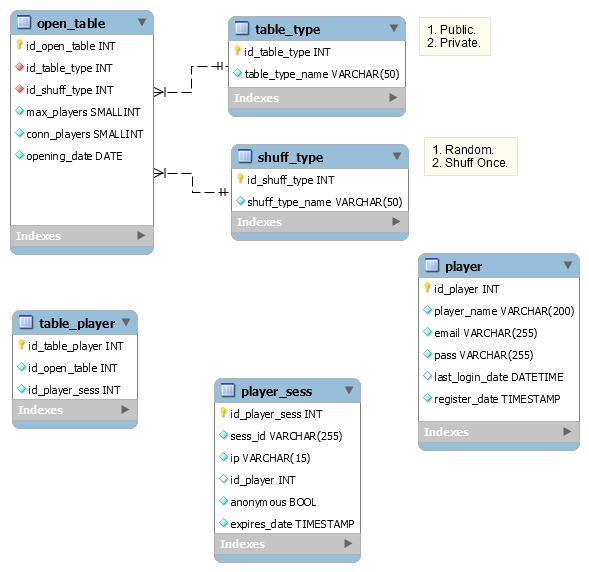 open_table
id_open_table INT
id_table_type INT
id_shuff_type INT
max_players SMALLINT
conn_players SMALLINT
opening_date DATE
Indexes
table_type
id_table_type INT
table_type_name VARCHAR(50)
Indexes
1. Public.
2. Private.
shuff_type
id_shuff_type INT
shuff_type_name VARCHAR(50)
Indexes
1. Random.
2. Shuff Once.
player
id_player INT
player_name VARCHAR(200)
email VARCHAR(255)
pass VARCHAR(255)
last_login_date DATETIME
register_date TIMESTAMP
Indexes
table_player
id_table_player INT
id_open_table INT
id_player_sess INT
Indexes
player_sess
id_player_sess INT
sess_id VARCHAR(255)
ip VARCHAR(15)
id_player INT
anonymous BOOL
expires_date TIMESTAMP
Indexes